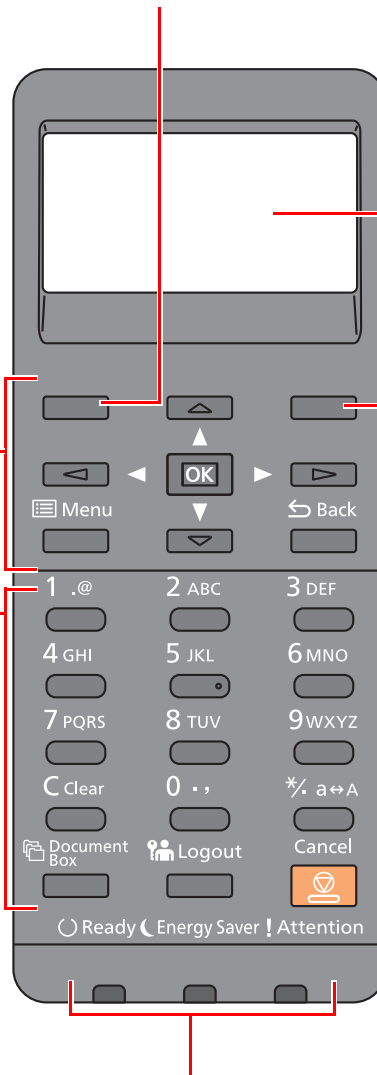 OK
Menu
Back
1 .@ 2 ABC 3 DEF
4 GHI 5 JKL 6 MNO
7 PQRS 8 TUV 9 WXYZ
C Clear 0 ., */. a↔A
Document
Box
Logout
Cancel
Ready Energy Saver ! Attention